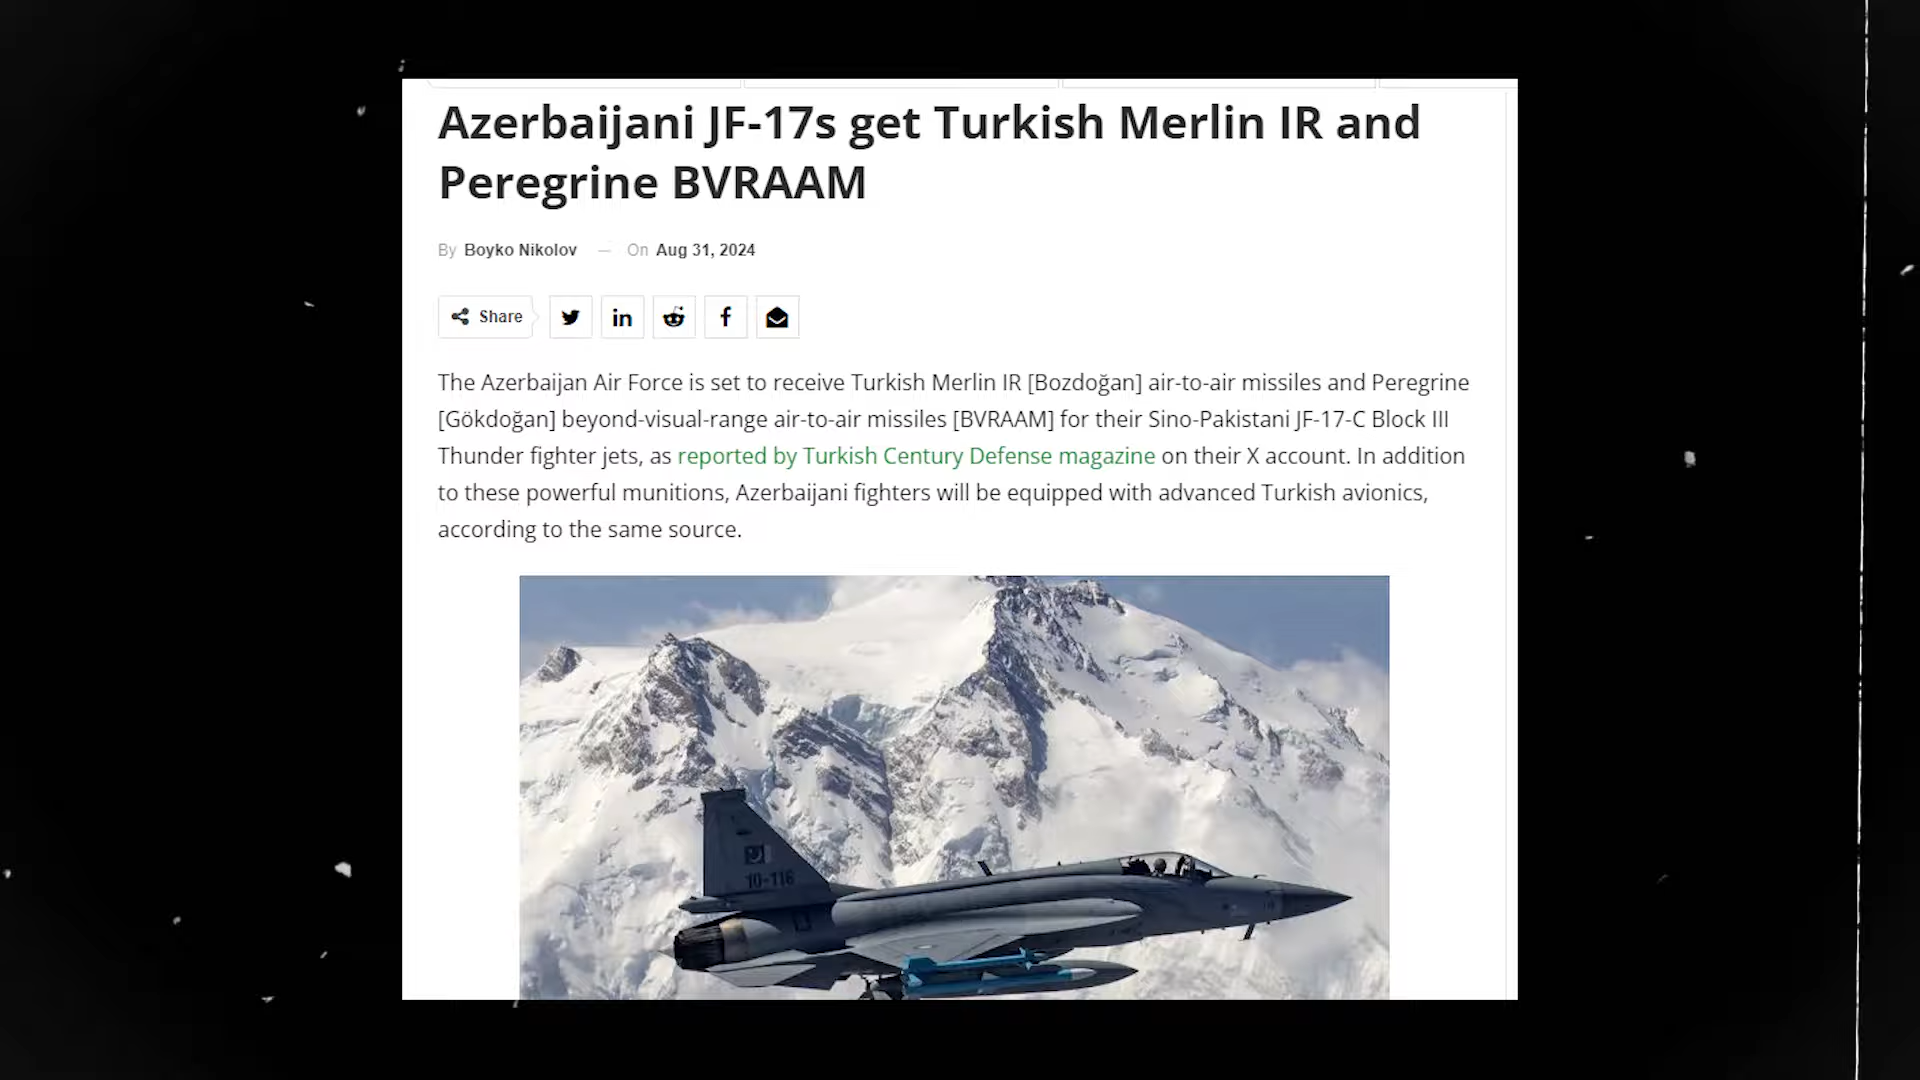 Azerbaijani JF-17s get Turkish Merlin IR and
Peregrine BVRAAM
By Boyko Nikolov — On Aug 31, 2024
Share
The Azerbaijan Air Force is set to receive Turkish Merlin IR [Bozdoğan] air-to-air missiles and Peregrine
[Gökdoğan] beyond-visual-range air-to-air missiles [BVRAAM] for their Sino-Pakistani JF-17-C Block III
Thunder fighter jets, as reported by Turkish Century Defense magazine on their X account. In addition
to these powerful munitions, Azerbaijani fighters will be equipped with advanced Turkish avionics,
according to the same source.
10-116